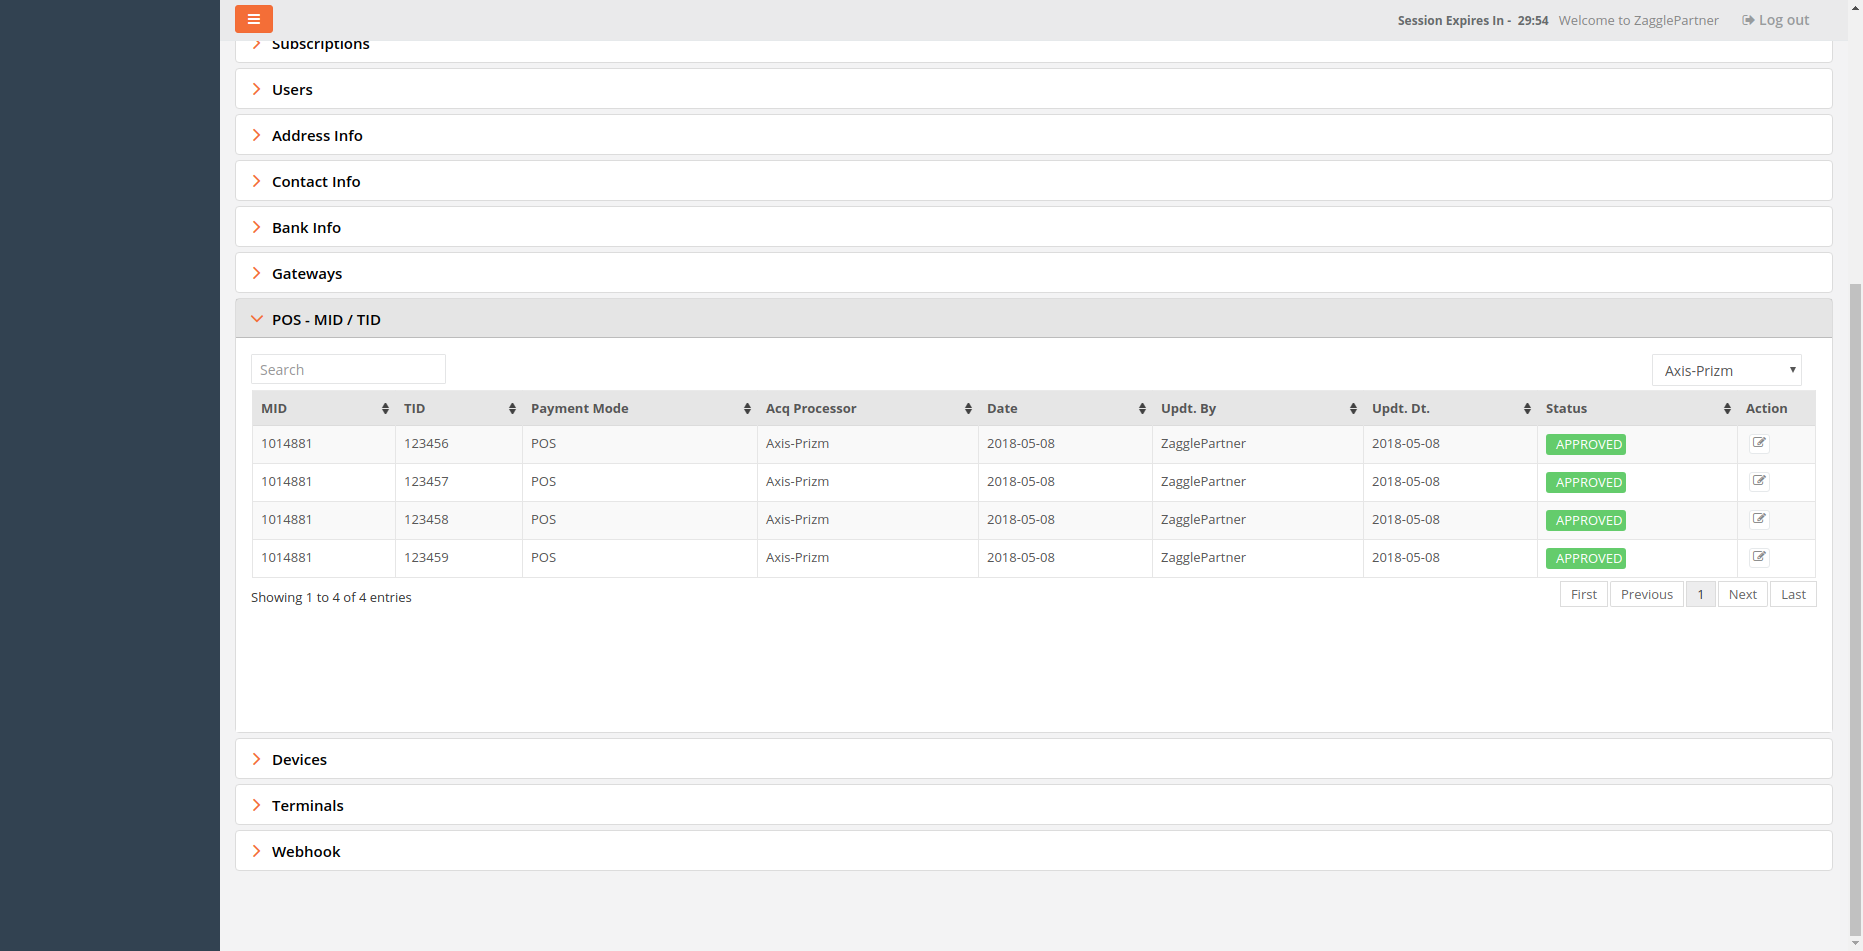 Session Expires In - 29:54 Welcome to ZagglePartner Log out
Subscriptions
Users
Address Info
Contact Info
Bank Info
Gateways
POS - MID / TID
Search Axis-Prizm
MID TID Payment Mode Acq Processor Date Updt. By Updt. Dt. Status Action
1014881 123456 POS Axis-Prizm 2018-05-08 ZagglePartner 2018-05-08 APPROVED
1014881 123457 POS Axis-Prizm 2018-05-08 ZagglePartner 2018-05-08 APPROVED
1014881 123458 POS Axis-Prizm 2018-05-08 ZagglePartner 2018-05-08 APPROVED
1014881 123459 POS Axis-Prizm 2018-05-08 ZagglePartner 2018-05-08 APPROVED
Showing 1 to 4 of 4 entries First Previous 1 Next Last
Devices
Terminals
Webhook